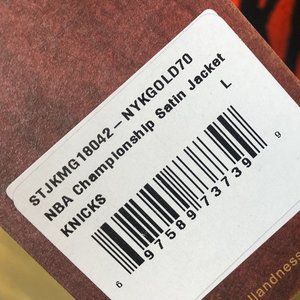 STJKMG18042-NYKGOLD70
NBA Championship Satin Jacket
KNICKS L
6 97589 73739 9